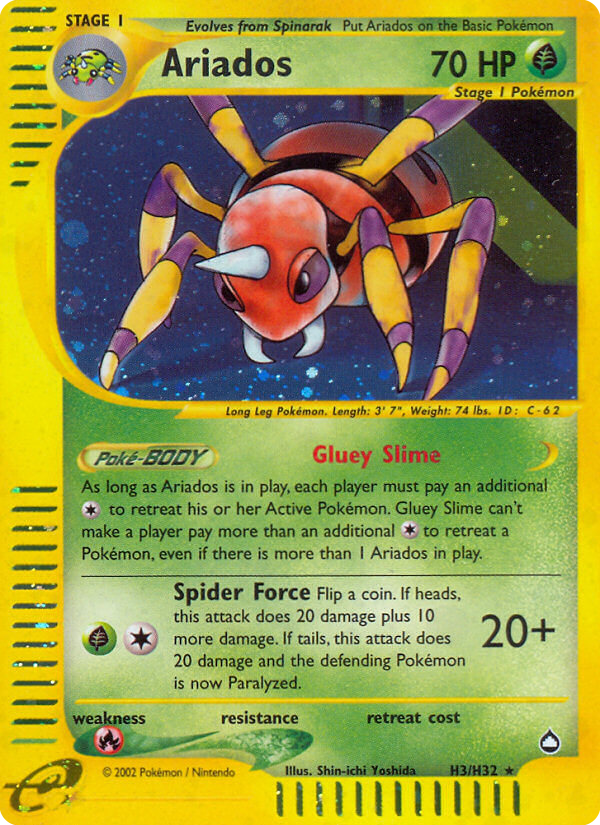 STAGE 1
Evolves from Spinarak Put Ariados on the Basic Pokémon
Ariados 70 HP
Stage 1 Pokémon
Long Leg Pokémon. Length: 3' 7", Weight: 74 lbs. ID: C-62
Poké-BODY Gluey Slime
As long as Ariados is in play, each player must pay an additional
to retreat his or her Active Pokémon. Gluey Slime can't
make a player pay more than an additional to retreat a
Pokémon, even if there is more than 1 Ariados in play.
Spider Force Flip a coin. If heads,
this attack does 20 damage plus 10
more damage. If tails, this attack does
20 damage and the defending Pokémon
is now Paralyzed.
20+
weakness resistance retreat cost
© 2002 Pokémon / Nintendo Illus. Shin-ichi Yoshida H3/H32 ★
e